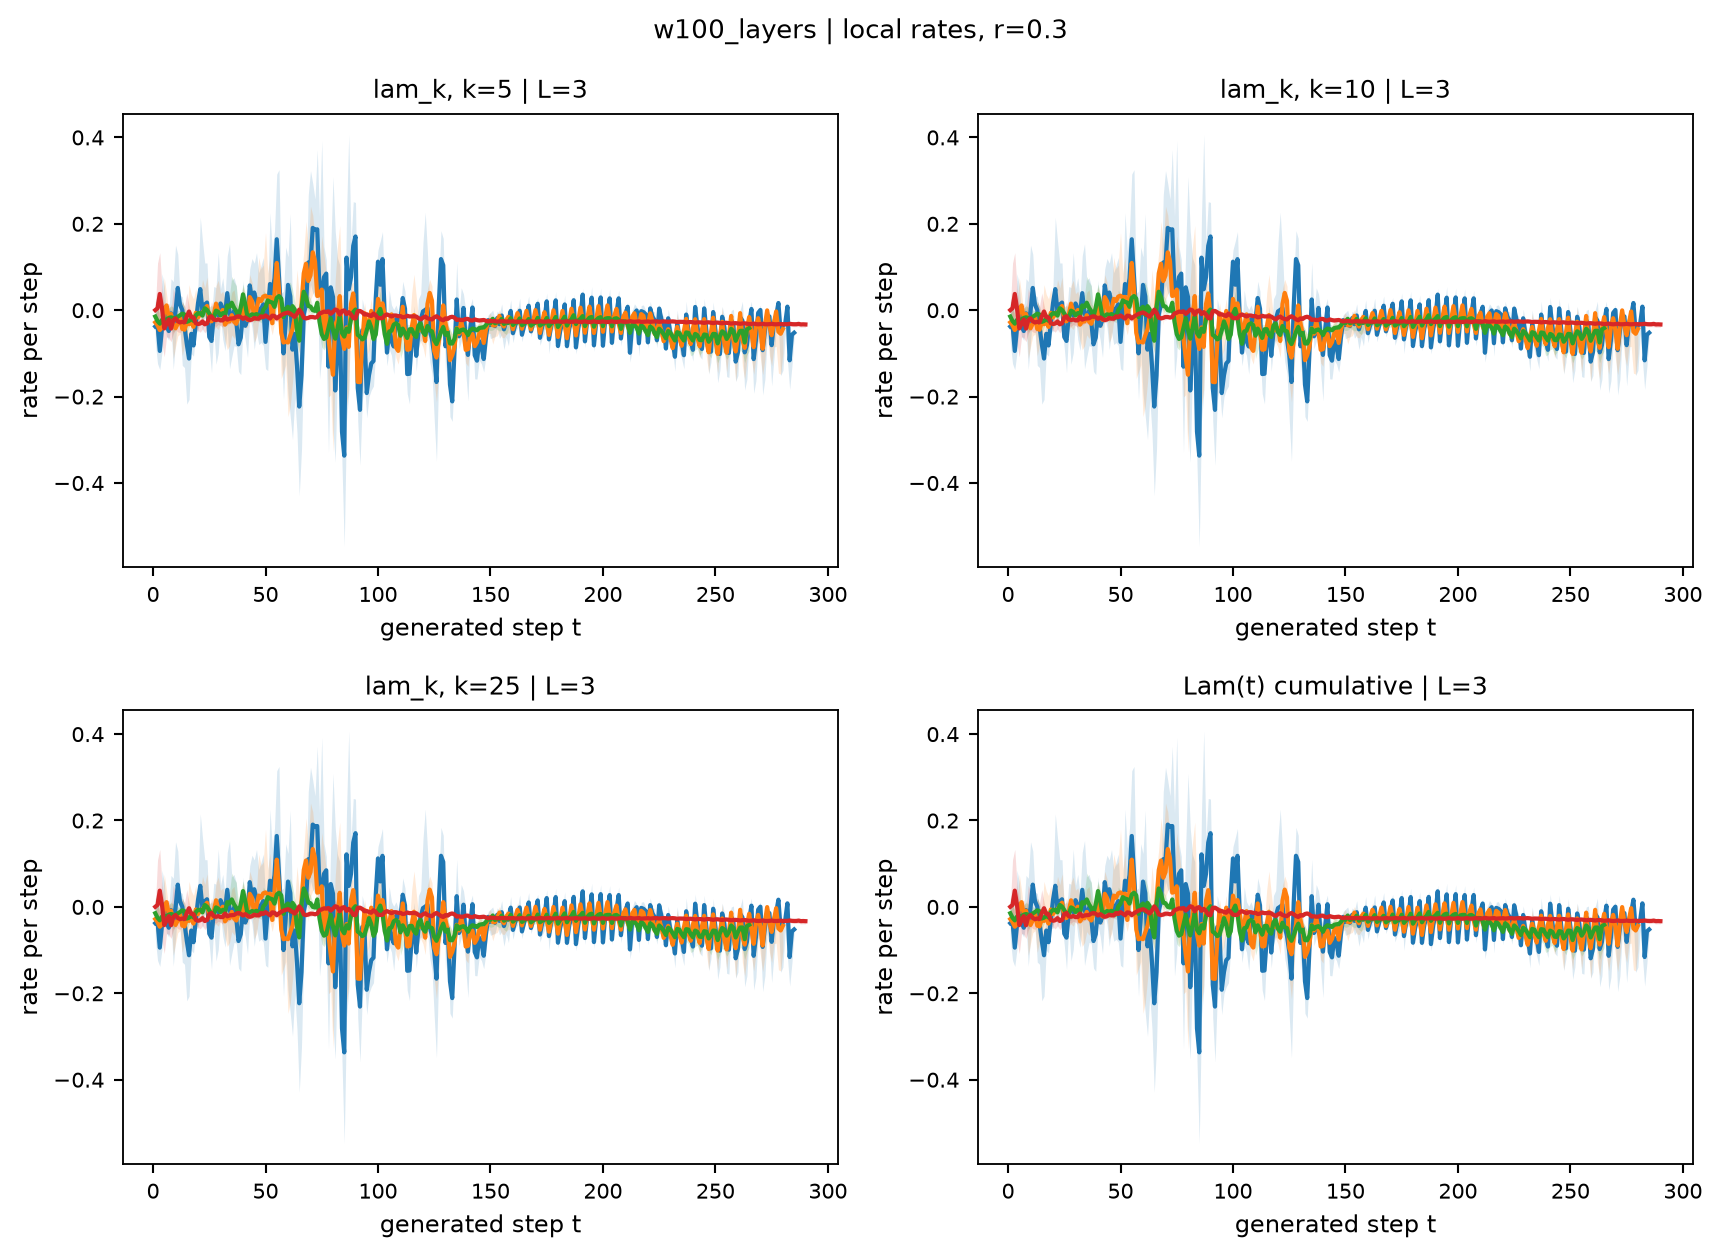 w100_layers | local rates, r=0.3
lam_k, k=5 | L=3
0.4
0.2
0.0
−0.2
−0.4
rate per step
0 50 100 150 200 250 300
generated step t
lam_k, k=10 | L=3
0.4
0.2
0.0
−0.2
−0.4
rate per step
0 50 100 150 200 250 300
generated step t
lam_k, k=25 | L=3
0.4
0.2
0.0
−0.2
−0.4
rate per step
0 50 100 150 200 250 300
generated step t
Lam(t) cumulative | L=3
0.4
0.2
0.0
−0.2
−0.4
rate per step
0 50 100 150 200 250 300
generated step t